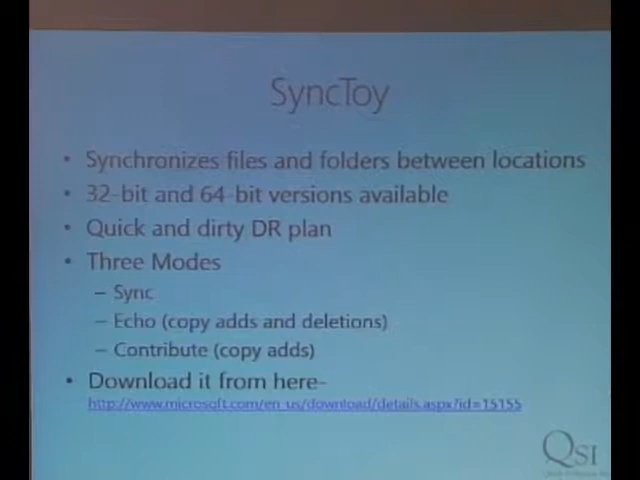 SyncToy
• Synchronizes files and folders between locations
• 32-bit and 64-bit versions available
• Quick and dirty DR plan
• Three Modes
– Sync
– Echo (copy adds and deletions)
– Contribute (copy adds)
• Download it from here-
http://www.microsoft.com/en-us/download/details.aspx?id=15155
QSI